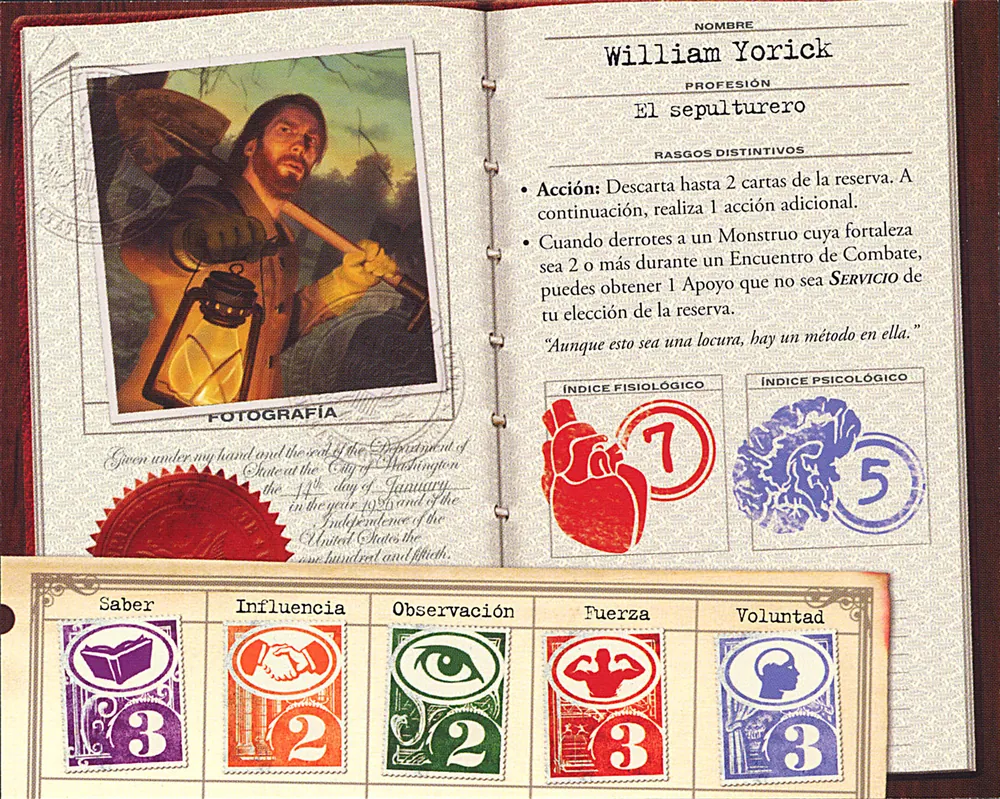 FOTOGRAFÍA
Given under my hand and the seal of the Department of
State at the City of Washington
the 14th day of January
in the year 1926 and of the
Independence of the
United States the
one hundred and fiftieth.
NOMBRE
William Yorick
PROFESIÓN
El sepulturero
RASGOS DISTINTIVOS
• Acción: Descarta hasta 2 cartas de la reserva. A
continuación, realiza 1 acción adicional.
• Cuando derrotes a un Monstruo cuya fortaleza
sea 2 o más durante un Encuentro de Combate,
puedes obtener 1 Apoyo que no sea SERVICIO de
tu elección de la reserva.
“Aunque esto sea una locura, hay un método en ella.”
ÍNDICE FISIOLÓGICO
7
ÍNDICE PSICOLÓGICO
5
Saber
3
Influencia
2
Observación
2
Fuerza
3
Voluntad
3